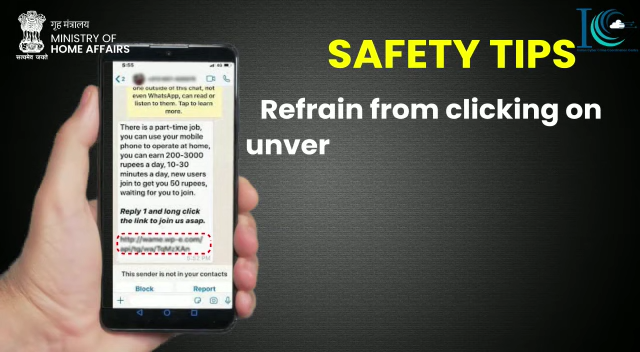 गृह मंत्रालय
MINISTRY OF
HOME AFFAIRS
सत्यमेव जयते
SAFETY TIPS
Refrain from clicking on
unver
one outside of this chat, not
even WhatsApp, can read or
listen to them. Tap to learn
more.
There is a part-time job,
you can use your mobile
phone to operate at home,
you can earn 200-3000
rupees a day, 10-30
minutes a day, new users
join to get you 50 rupees,
waiting for you to join.
Reply 1 and long click
the link to join us asap.
This sender is not in your contacts
Block Report